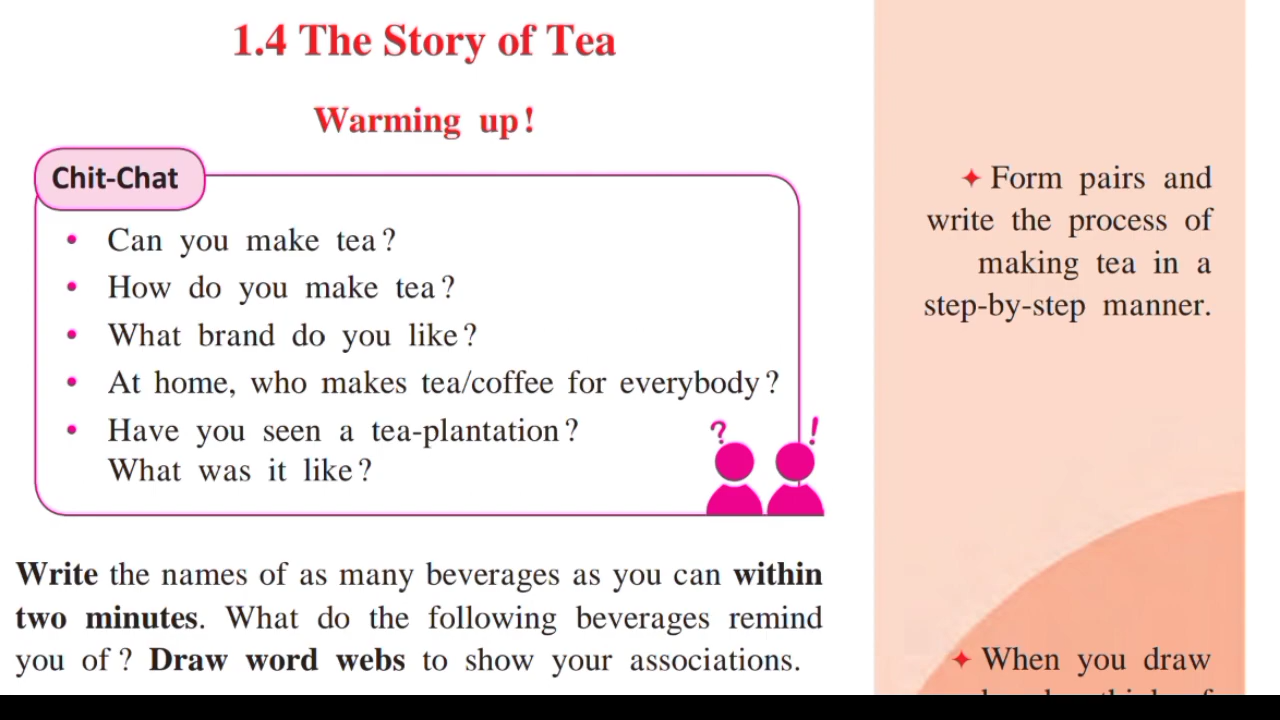 1.4 The Story of Tea
Warming up!
Chit-Chat
• Can you make tea?
• How do you make tea?
• What brand do you like?
• At home, who makes tea/coffee for everybody?
• Have you seen a tea-plantation?
What was it like?
? !
Write the names of as many beverages as you can within
two minutes. What do the following beverages remind
you of? Draw word webs to show your associations.
✦ Form pairs and
write the process of
making tea in a
step-by-step manner.
✦ When you draw